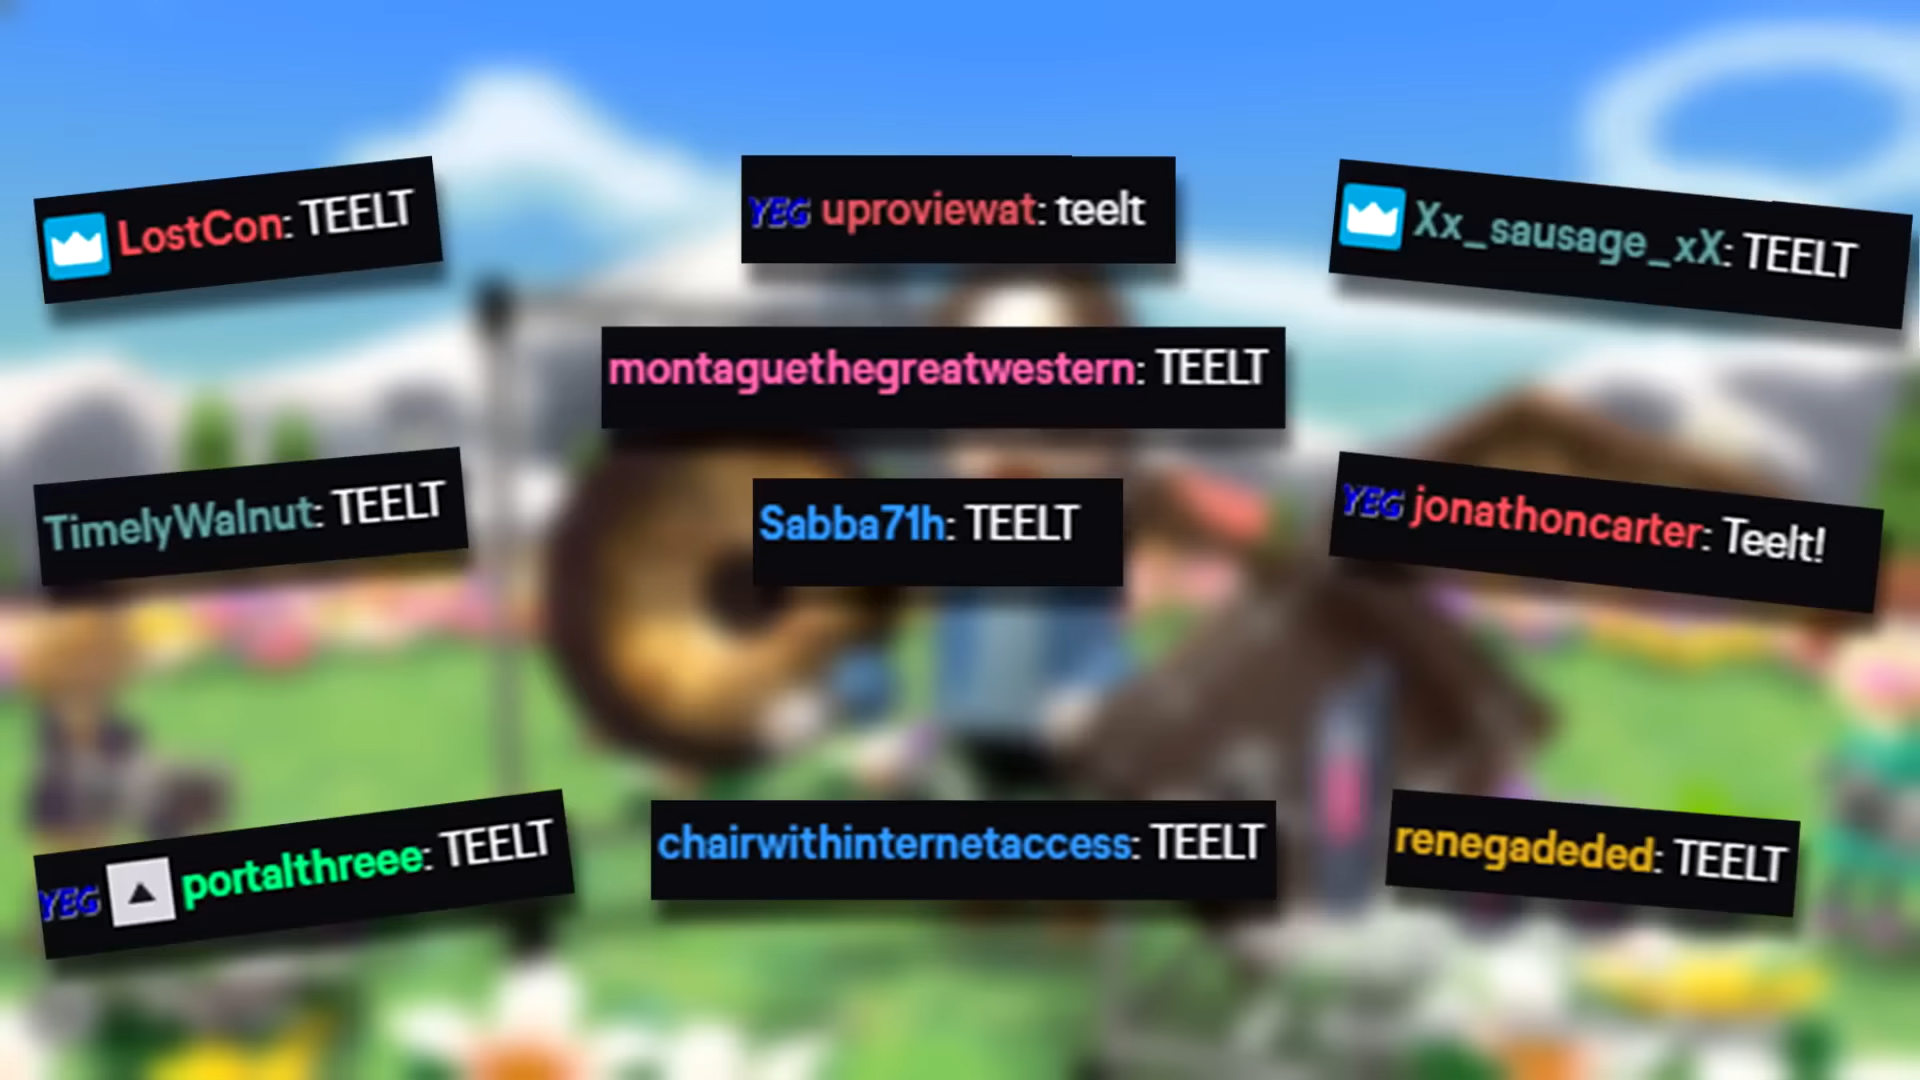 LostCon: TEELT
YEG uproviewat: teelt
Xx_sausage_xX: TEELT
montaguethegreatwestern: TEELT
TimelyWalnut: TEELT
Sabba71h: TEELT
YEG jonathoncarter: Teelt!
YEG portalthreee: TEELT
chairwithinternetaccess: TEELT
renegadeded: TEELT